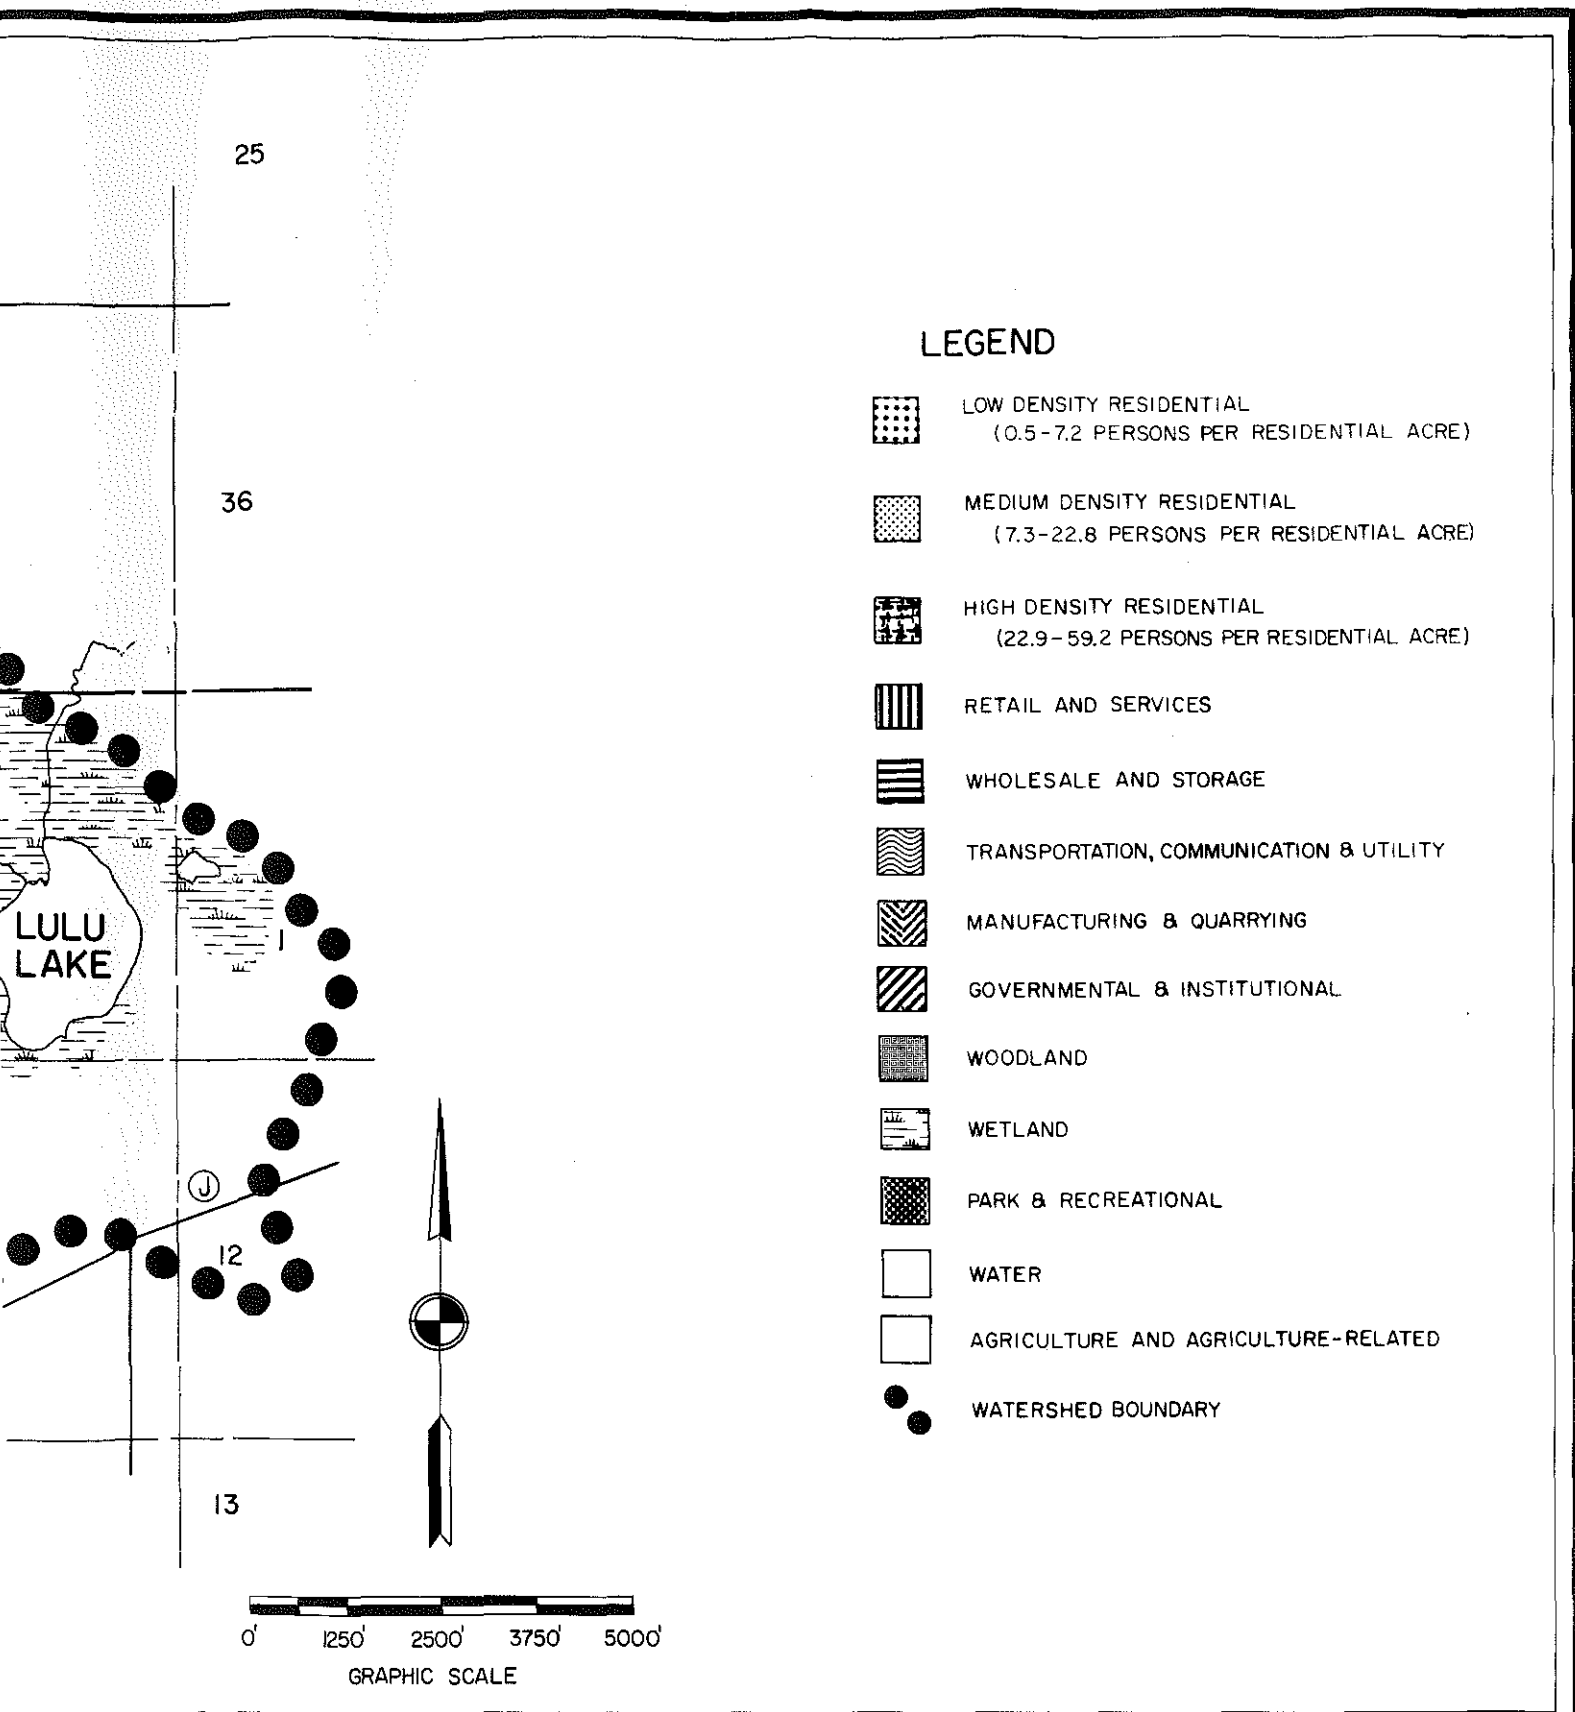 25
36
LULU
LAKE
1
J
12
13
0' 1250' 2500' 3750' 5000'
GRAPHIC SCALE
LEGEND
LOW DENSITY RESIDENTIAL
(0.5-7.2 PERSONS PER RESIDENTIAL ACRE)
MEDIUM DENSITY RESIDENTIAL
(7.3-22.8 PERSONS PER RESIDENTIAL ACRE)
HIGH DENSITY RESIDENTIAL
(22.9-59.2 PERSONS PER RESIDENTIAL ACRE)
RETAIL AND SERVICES
WHOLESALE AND STORAGE
TRANSPORTATION, COMMUNICATION & UTILITY
MANUFACTURING & QUARRYING
GOVERNMENTAL & INSTITUTIONAL
WOODLAND
WETLAND
PARK & RECREATIONAL
WATER
AGRICULTURE AND AGRICULTURE-RELATED
WATERSHED BOUNDARY